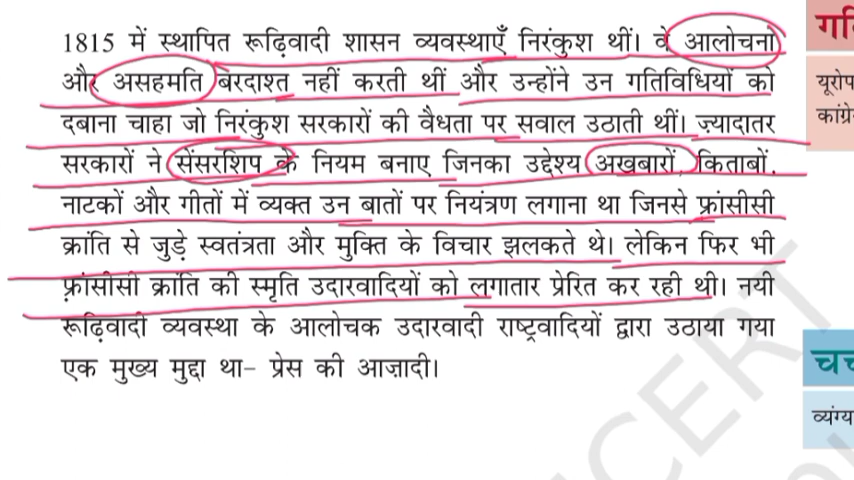 1815 में स्थापित रूढ़िवादी शासन व्यवस्थाएँ निरंकुश थीं। वे आलोचना
और असहमति बरदाश्त नहीं करती थीं और उन्होंने उन गतिविधियों को
दबाना चाहा जो निरंकुश सरकारों की वैधता पर सवाल उठाती थीं। ज़्यादातर
सरकारों ने सेंसरशिप के नियम बनाए जिनका उद्देश्य अखबारों, किताबों,
नाटकों और गीतों में व्यक्त उन बातों पर नियंत्रण लगाना था जिनसे फ़्रांसीसी
क्रांति से जुड़े स्वतंत्रता और मुक्ति के विचार झलकते थे। लेकिन फिर भी
फ़्रांसीसी क्रांति की स्मृति उदारवादियों को लगातार प्रेरित कर रही थी। नयी
रूढ़िवादी व्यवस्था के आलोचक उदारवादी राष्ट्रवादियों द्वारा उठाया गया
एक मुख्य मुद्दा था– प्रेस की आज़ादी।
यूरोप
कांग्रे
व्यंग्य
NCERT